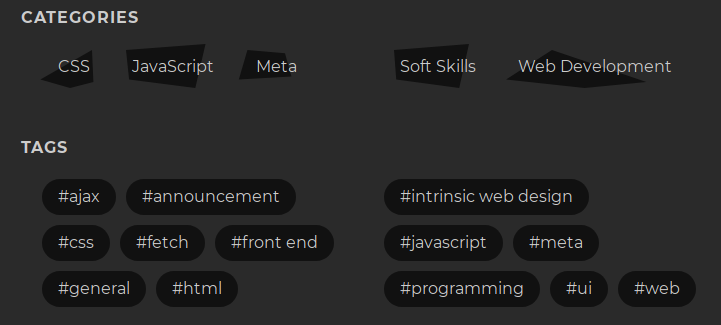 CATEGORIES
CSS JavaScript Meta Soft Skills Web Development
TAGS
#ajax #announcement #intrinsic web design
#css #fetch #front end #javascript #meta
#general #html #programming #ui #web